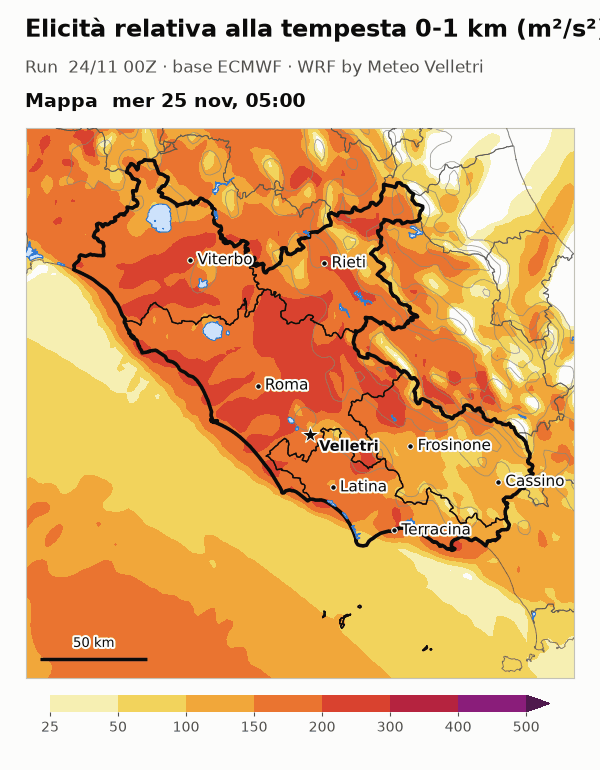 Elicità relativa alla tempesta 0-1 km (m²/s²)
Run  24/11 00Z · base ECMWF · WRF by Meteo Velletri
Mappa  mer 25 nov, 05:00
Viterbo
Rieti
Roma
Velletri
Frosinone
Cassino
Latina
Terracina
50 km
25 50 100 150 200 300 400 500